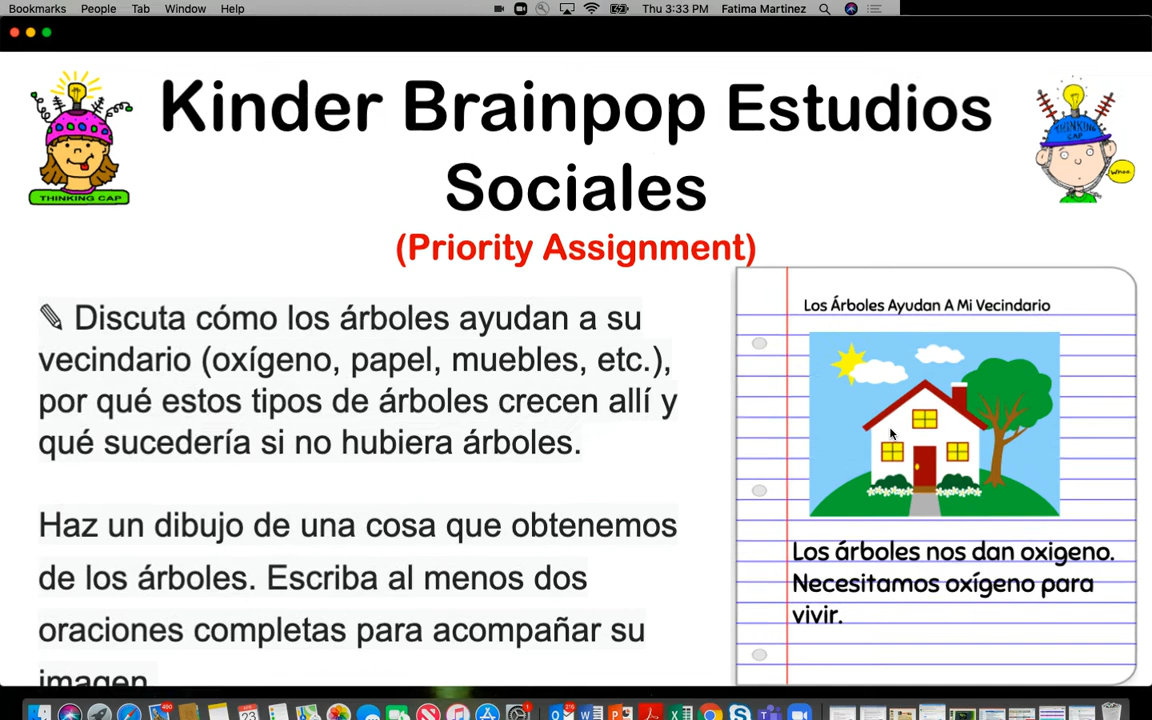 Bookmarks People Tab Window Help Thu 3:33 PM Fatima Martinez
Kinder Brainpop Estudios
Sociales
(Priority Assignment)
THINKING CAP
THINKING CAP
Whoa
✎ Discuta cómo los árboles ayudan a su
vecindario (oxígeno, papel, muebles, etc.),
por qué estos tipos de árboles crecen allí y
qué sucedería si no hubiera árboles.
Haz un dibujo de una cosa que obtenemos
de los árboles. Escriba al menos dos
oraciones completas para acompañar su
imagen.
Los Árboles Ayudan A Mi Vecindario
Los árboles nos dan oxigeno.
Necesitamos oxígeno para
vivir.
23